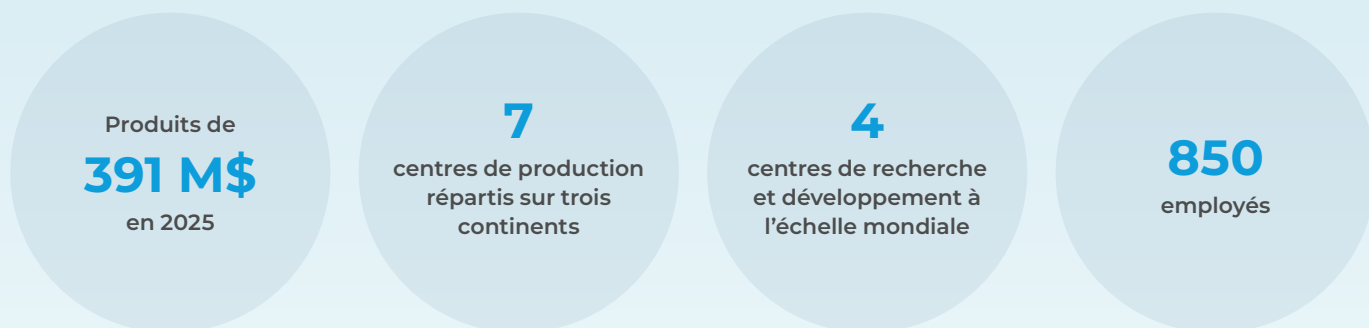 Produits de
391 M$
en 2025
7
centres de production
répartis sur trois
continents
4
centres de recherche
et développement à
l’échelle mondiale
850
employés